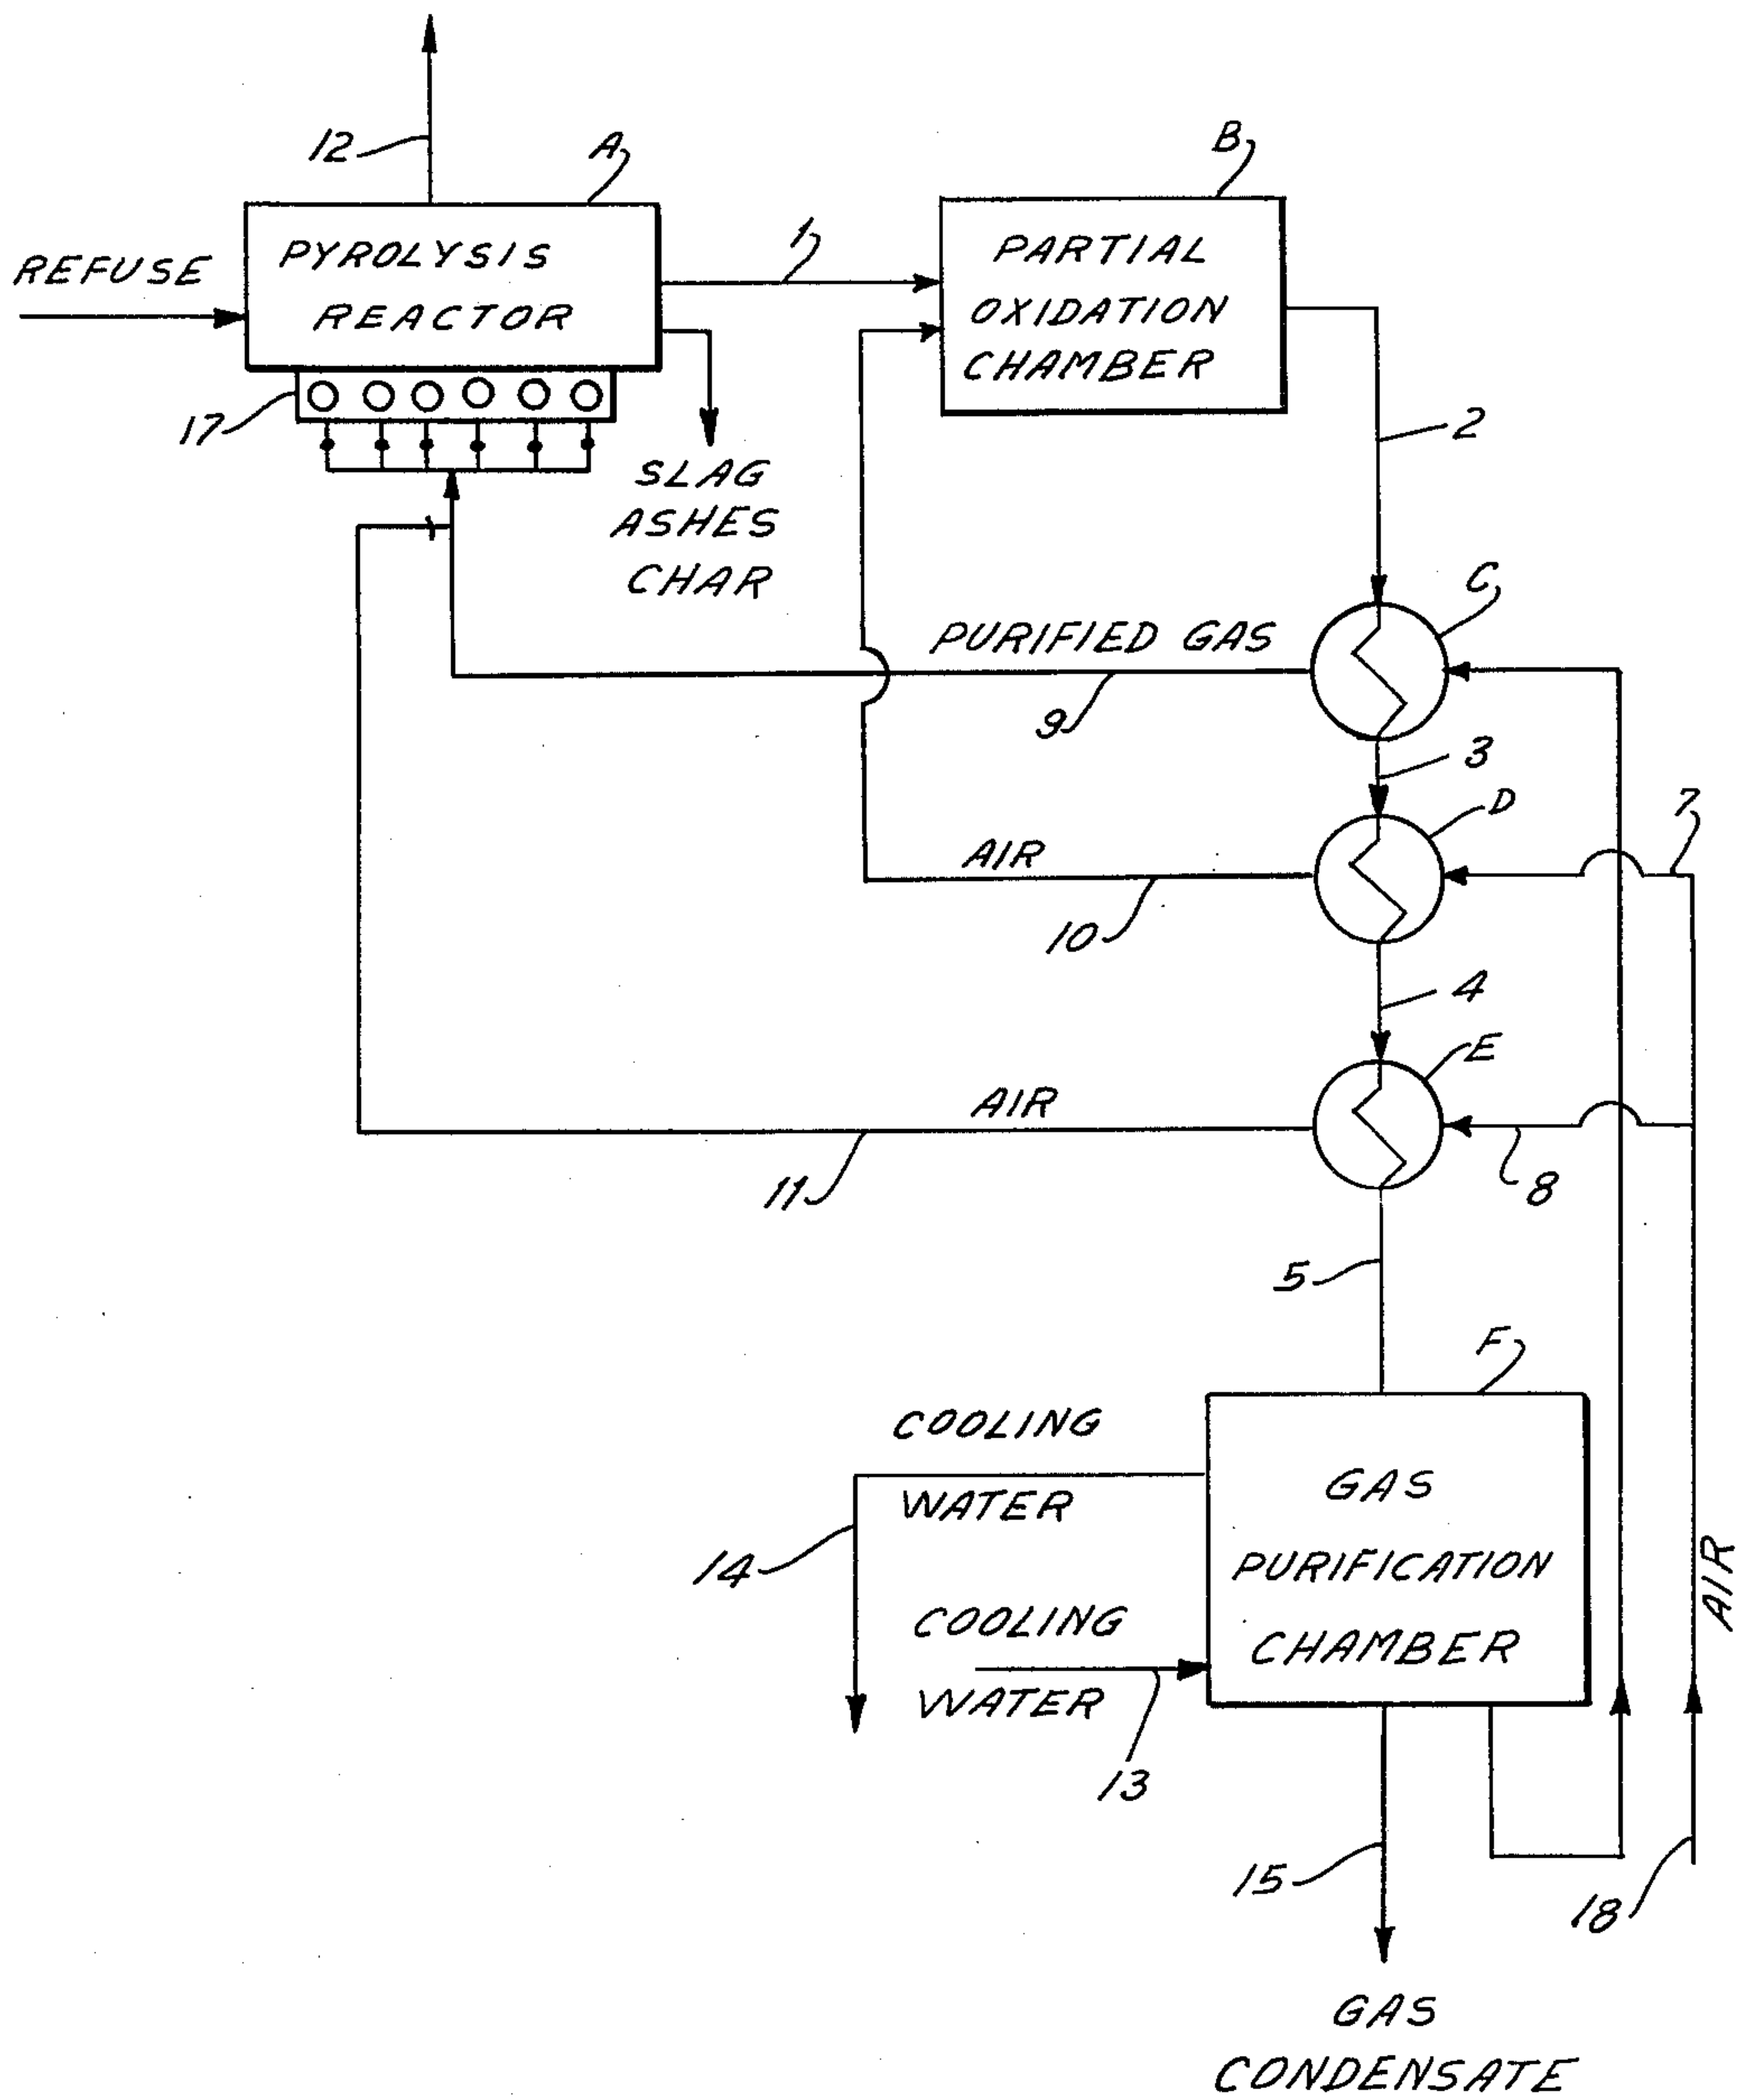 12
A
B
REFUSE
PYROLYSIS
REACTOR
1
PARTIAL
OXIDATION
CHAMBER
17
2
SLAG
ASHES
CHAR
C
PURIFIED GAS
9
3
D
7
AIR
10
4
E
AIR
11
8
5
F
COOLING
WATER
14
GAS
PURIFICATION
CHAMBER
COOLING
WATER
13
AIR
15
18
GAS
CONDENSATE